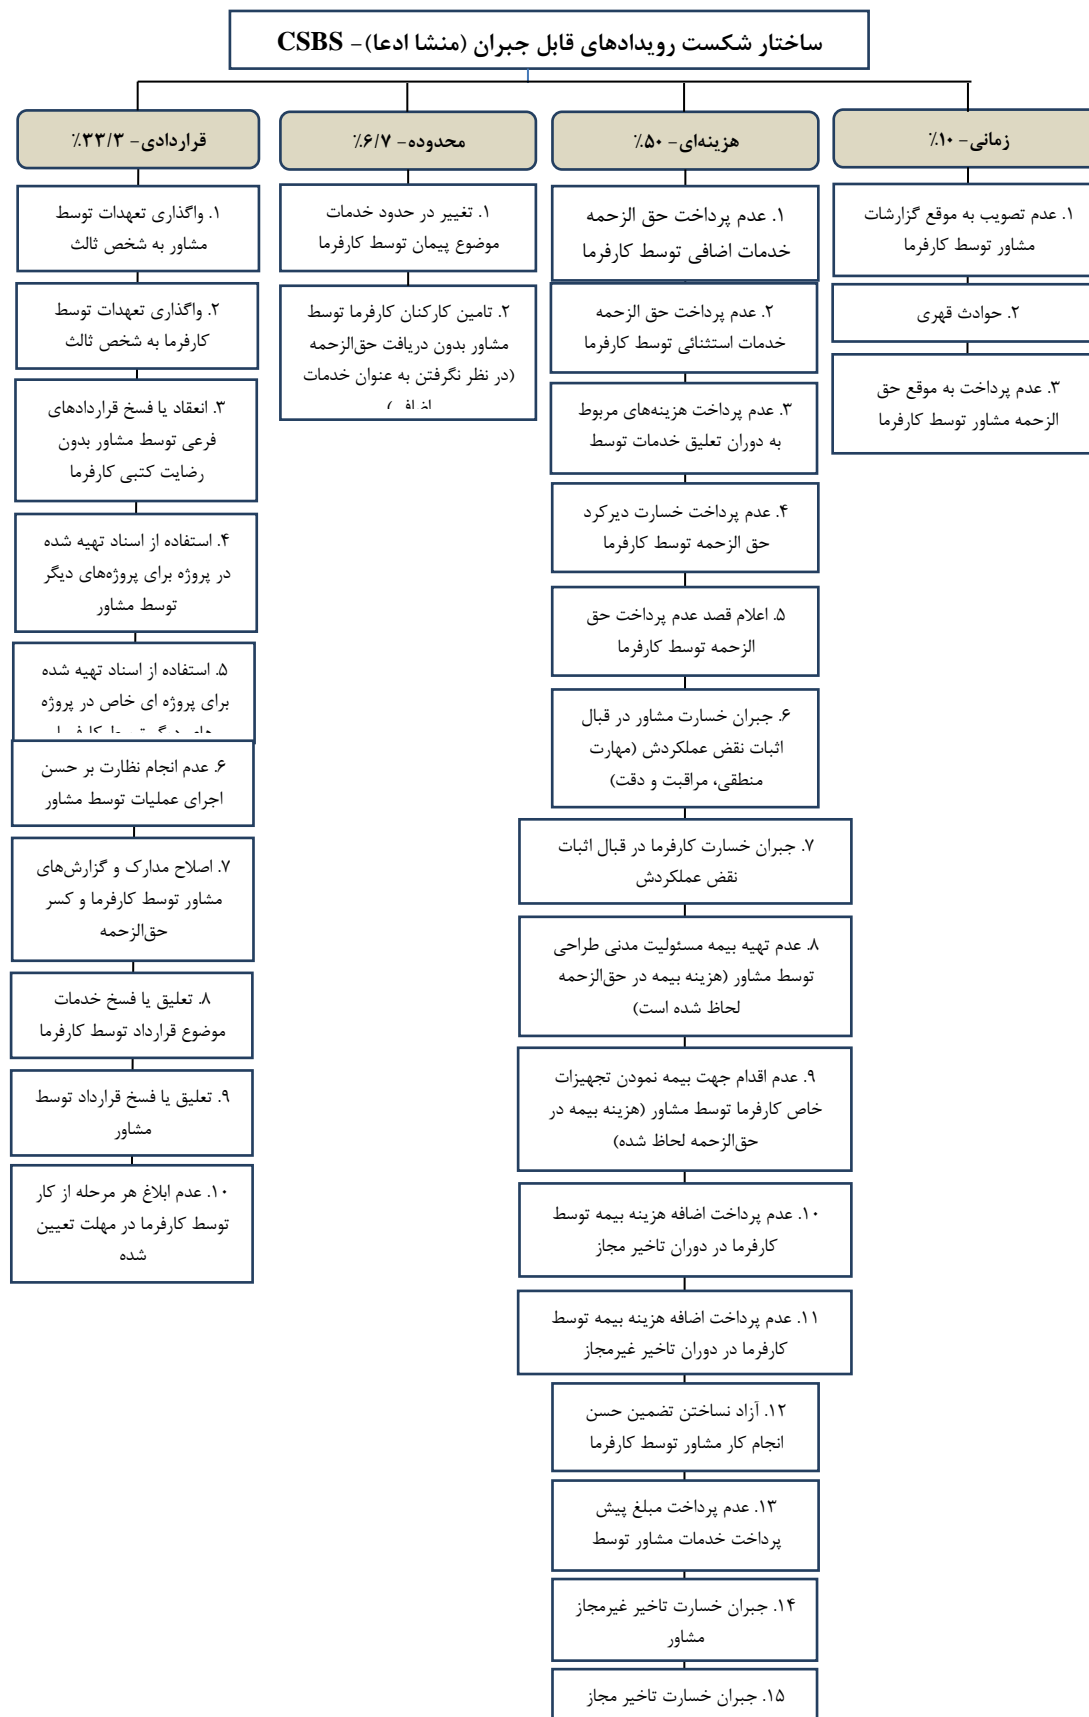 ساختار شکست رویدادهای قابل جبران (منشا ادعا) - CSBS
زمانی - ۱۰٪
۱. عدم تصویب به موقع گزارشات
مشاور توسط کارفرما
۲. حوادث قهری
۳. عدم پرداخت به موقع حق
الزحمه مشاور توسط کارفرما
هزینه‌ای - ۵۰٪
۱. عدم پرداخت حق الزحمه
خدمات اضافی توسط کارفرما
۲. عدم پرداخت حق الزحمه
خدمات استثنائی توسط کارفرما
۳. عدم پرداخت هزینه‌های مربوط
به دوران تعلیق خدمات توسط
۴. عدم پرداخت خسارت دیرکرد
حق الزحمه توسط کارفرما
۵. اعلام قصد عدم پرداخت حق
الزحمه توسط کارفرما
۶. جبران خسارت مشاور در قبال
اثبات نقض عملکردش (مهارت
منطقی، مراقبت و دقت)
۷. جبران خسارت کارفرما در قبال اثبات
نقض عملکردش
۸. عدم تهیه بیمه مسئولیت مدنی طراحی
توسط مشاور (هزینه بیمه در حق‌الزحمه
لحاظ شده است)
۹. عدم اقدام جهت بیمه نمودن تجهیزات
خاص کارفرما توسط مشاور (هزینه بیمه در
حق‌الزحمه لحاظ شده)
۱۰. عدم پرداخت اضافه هزینه بیمه توسط
کارفرما در دوران تاخیر مجاز
۱۱. عدم پرداخت اضافه هزینه بیمه توسط
کارفرما در دوران تاخیر غیرمجاز
۱۲. آزاد نساختن تضمین حسن
انجام کار مشاور توسط کارفرما
۱۳. عدم پرداخت مبلغ پیش
پرداخت خدمات مشاور توسط
۱۴. جبران خسارت تاخیر غیرمجاز
مشاور
۱۵. جبران خسارت تاخیر مجاز
محدوده - ۶/۷٪
۱. تغییر در حدود خدمات
موضوع پیمان توسط کارفرما
۲. تامین کارکنان کارفرما توسط
مشاور بدون دریافت حق‌الزحمه
(در نظر نگرفتن به عنوان خدمات
اضافی)
قراردادی - ۳۳/۳٪
۱. واگذاری تعهدات توسط
مشاور به شخص ثالث
۲. واگذاری تعهدات توسط
کارفرما به شخص ثالث
۳. انعقاد یا فسخ قراردادهای
فرعی توسط مشاور بدون
رضایت کتبی کارفرما
۴. استفاده از اسناد تهیه شده
در پروژه برای پروژه‌های دیگر
توسط مشاور
۵. استفاده از اسناد تهیه شده
برای پروژه ای خاص در پروژه
های دیگر توسط کارفرما
۶. عدم انجام نظارت بر حسن
اجرای عملیات توسط مشاور
۷. اصلاح مدارک و گزارش‌های
مشاور توسط کارفرما و کسر
حق‌الزحمه
۸. تعلیق یا فسخ خدمات
موضوع قرارداد توسط کارفرما
۹. تعلیق یا فسخ قرارداد توسط
مشاور
۱۰. عدم ابلاغ هر مرحله از کار
توسط کارفرما در مهلت تعیین
شده